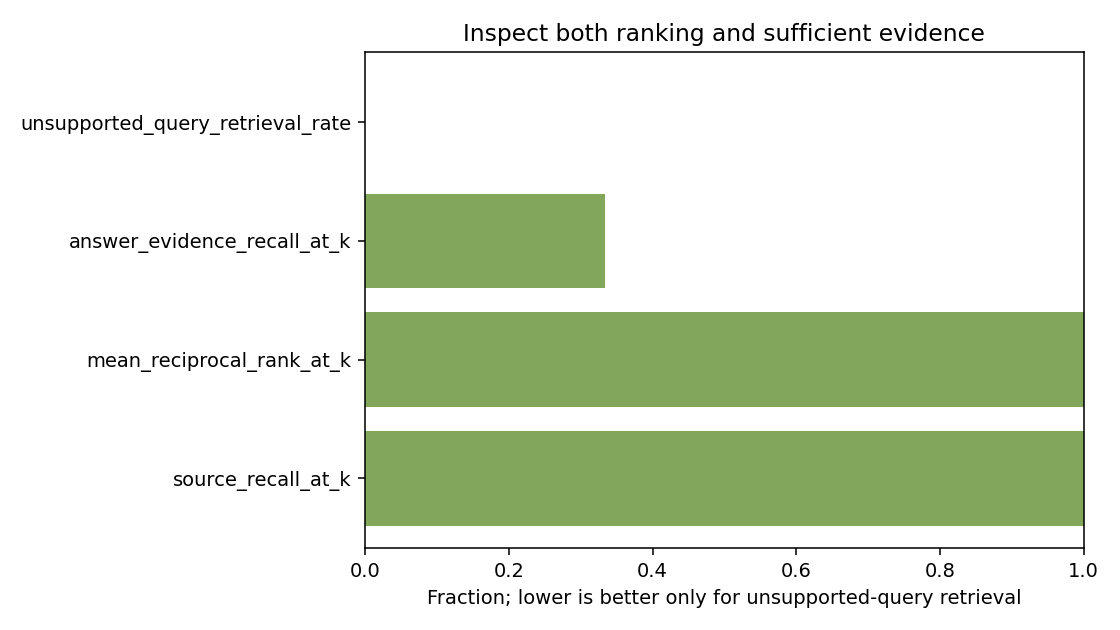 Inspect both ranking and sufficient evidence
unsupported_query_retrieval_rate
answer_evidence_recall_at_k
mean_reciprocal_rank_at_k
source_recall_at_k
0.0 0.2 0.4 0.6 0.8 1.0
Fraction; lower is better only for unsupported-query retrieval